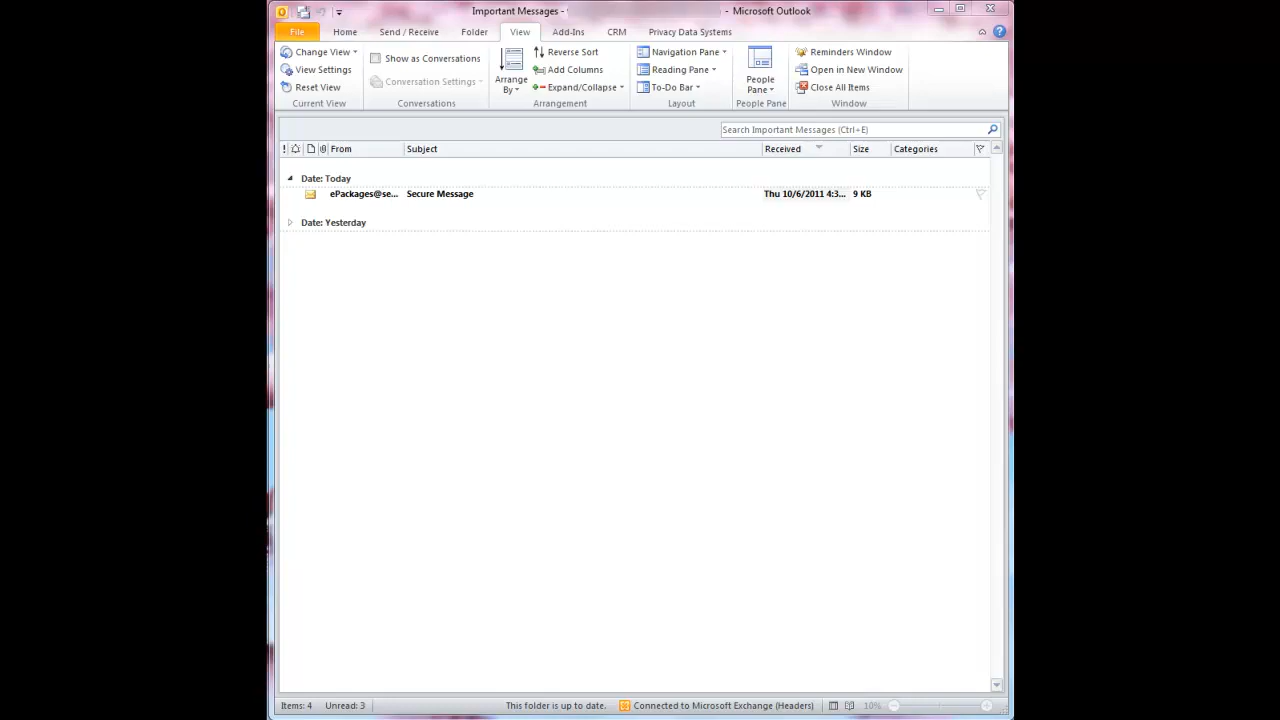 Important Messages - - Microsoft Outlook
File Home Send / Receive Folder View Add-Ins CRM Privacy Data Systems
Change View Show as Conversations Reverse Sort Navigation Pane Reminders Window
View Settings Conversation Settings Arrange By Add Columns Reading Pane People Pane Open in New Window
Reset View Expand/Collapse To-Do Bar Close All Items
Current View Conversations Arrangement Layout People Pane Window
Search Important Messages (Ctrl+E)
From Subject Received Size Categories
Date: Today
ePackages@se... Secure Message Thu 10/6/2011 4:3... 9 KB
Date: Yesterday
Items: 4 Unread: 3 This folder is up to date. Connected to Microsoft Exchange (Headers) 10%